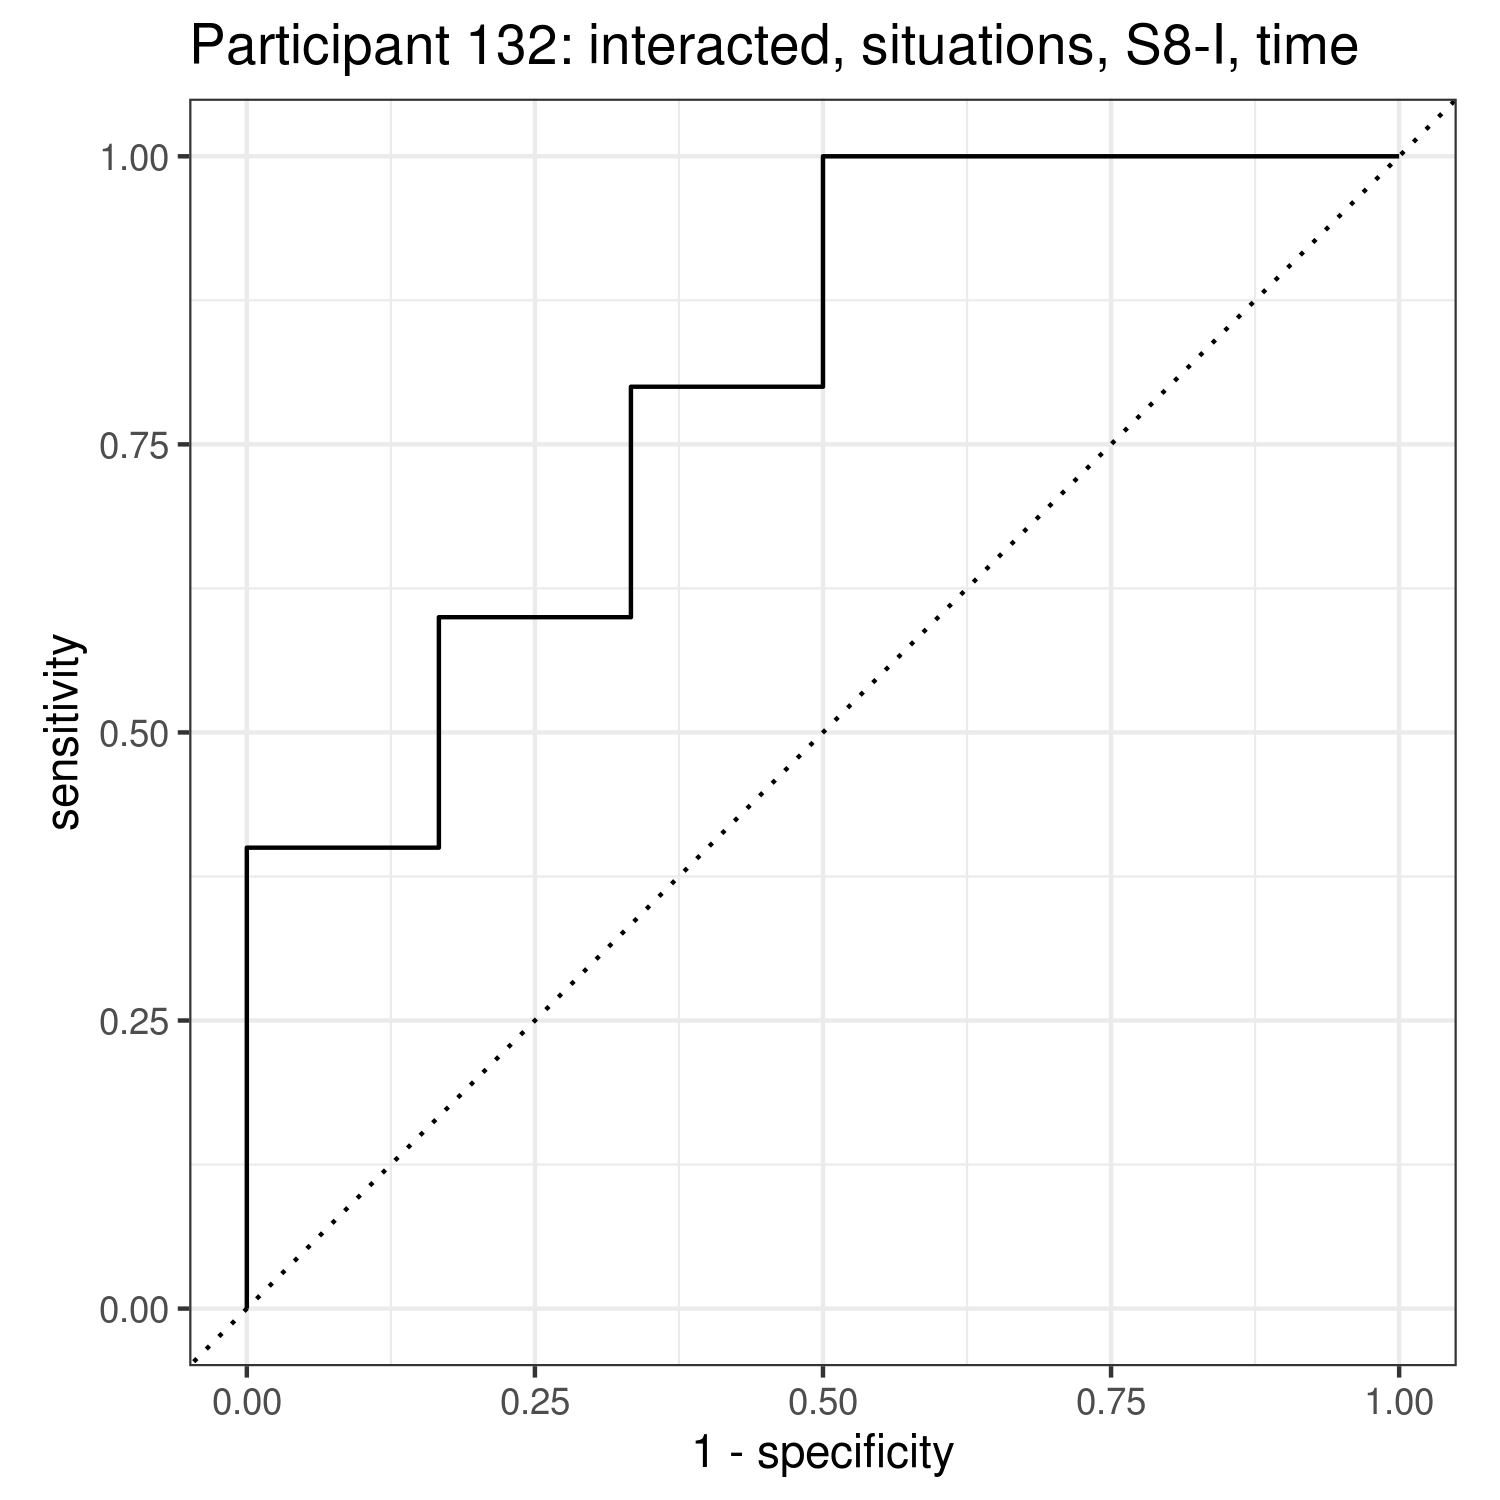 Participant 132: interacted, situations, S8-I, time
1.00
0.75
0.50
0.25
0.00
sensitivity
0.00 0.25 0.50 0.75 1.00
1 - specificity